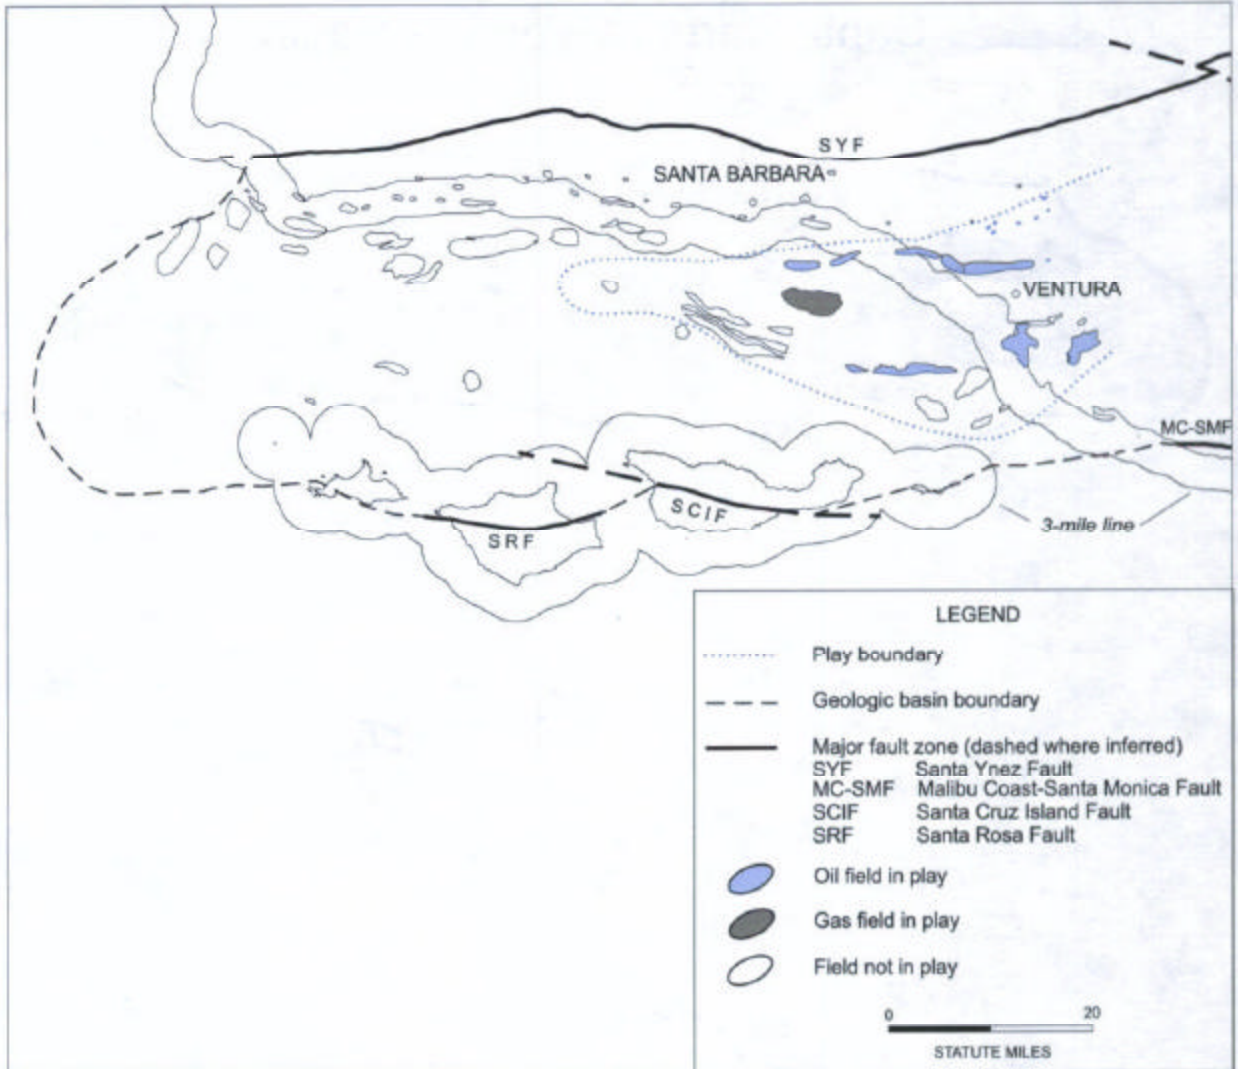 SYF
SANTA BARBARA
VENTURA
MC-SMF
SCIF
3-mile line
SRF
LEGEND
Play boundary
Geologic basin boundary
Major fault zone (dashed where inferred)
SYF Santa Ynez Fault
MC-SMF Malibu Coast-Santa Monica Fault
SCIF Santa Cruz Island Fault
SRF Santa Rosa Fault
Oil field in play
Gas field in play
Field not in play
0 20
STATUTE MILES